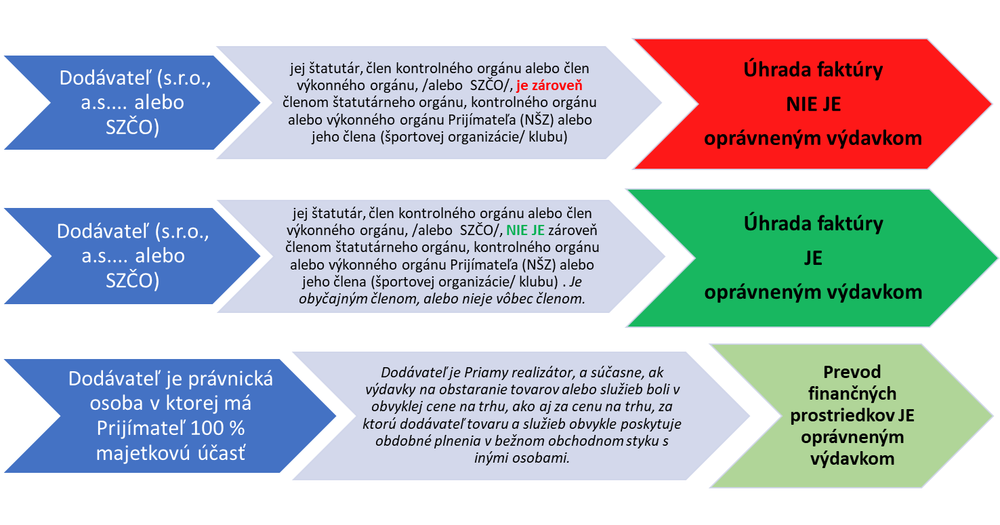 Dodávateľ (s.r.o.,
a.s.... alebo
SZČO)
jej štatutár, člen kontrolného orgánu alebo člen
výkonného orgánu, /alebo SZČO/, je zároveň
členom štatutárneho orgánu, kontrolného orgánu
alebo výkonného orgánu Prijímateľa (NŠZ) alebo
jeho člena (športovej organizácie/ klubu)
Úhrada faktúry
NIE JE
oprávneným výdavkom
Dodávateľ (s.r.o.,
a.s.... alebo
SZČO)
jej štatutár, člen kontrolného orgánu alebo člen
výkonného orgánu, /alebo SZČO/, NIE JE zároveň
členom štatutárneho orgánu, kontrolného orgánu
alebo výkonného orgánu Prijímateľa (NŠZ) alebo
jeho člena (športovej organizácie/ klubu) . Je
obyčajným členom, alebo nieje vôbec členom.
Úhrada faktúry
JE
oprávneným výdavkom
Dodávateľ je právnická
osoba v ktorej má
Prijímateľ 100 %
majetkovú účasť
Dodávateľ je Priamy realizátor, a súčasne, ak
výdavky na obstaranie tovarov alebo služieb boli v
obvyklej cene na trhu, ako aj za cenu na trhu, za
ktorú dodávateľ tovaru a služieb obvykle poskytuje
obdobné plnenia v bežnom obchodnom styku s
inými osobami.
Prevod
finančných
prostriedkov JE
oprávneným
výdavkom